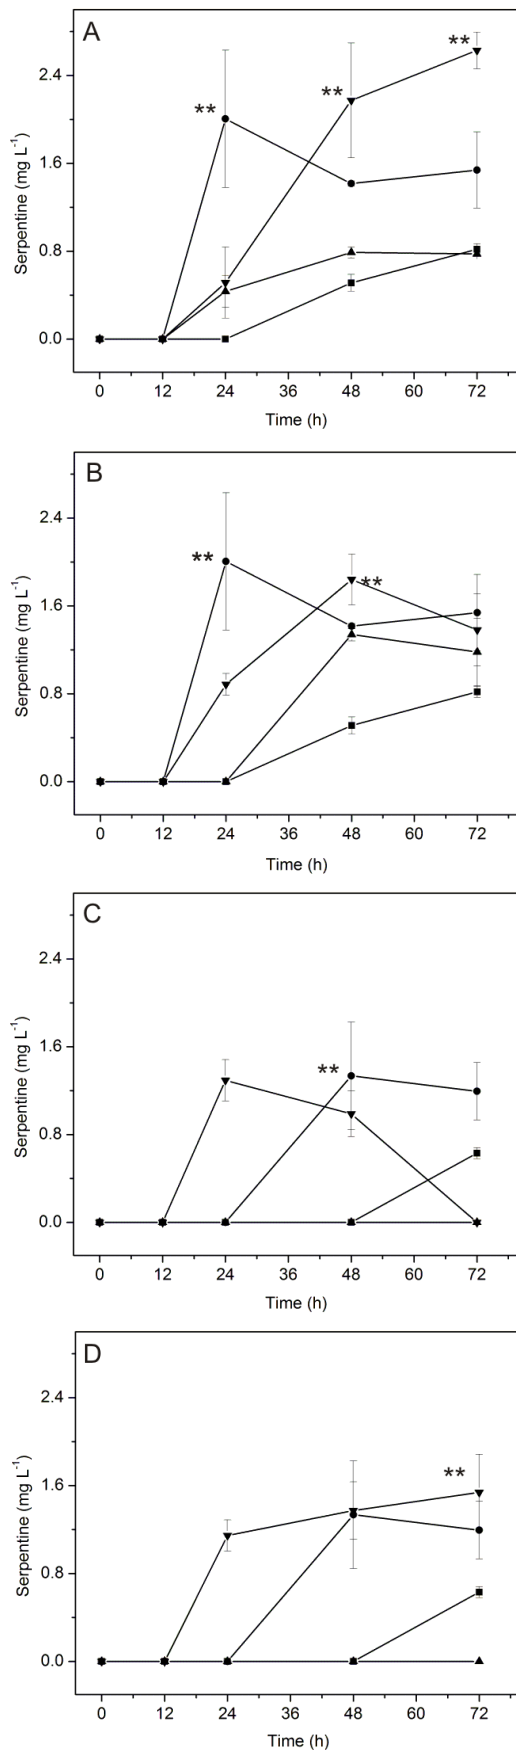 A
Serpentine (mg L⁻¹)
2.4
1.6
0.8
0.0
**
**
**
0 12 24 36 48 60 72
Time (h)
B
Serpentine (mg L⁻¹)
2.4
1.6
0.8
0.0
**
**
0 12 24 36 48 60 72
Time (h)
C
Serpentine (mg L⁻¹)
2.4
1.6
0.8
0.0
**
0 12 24 36 48 60 72
Time (h)
D
Serpentine (mg L⁻¹)
2.4
1.6
0.8
0.0
**
0 12 24 36 48 60 72
Time (h)